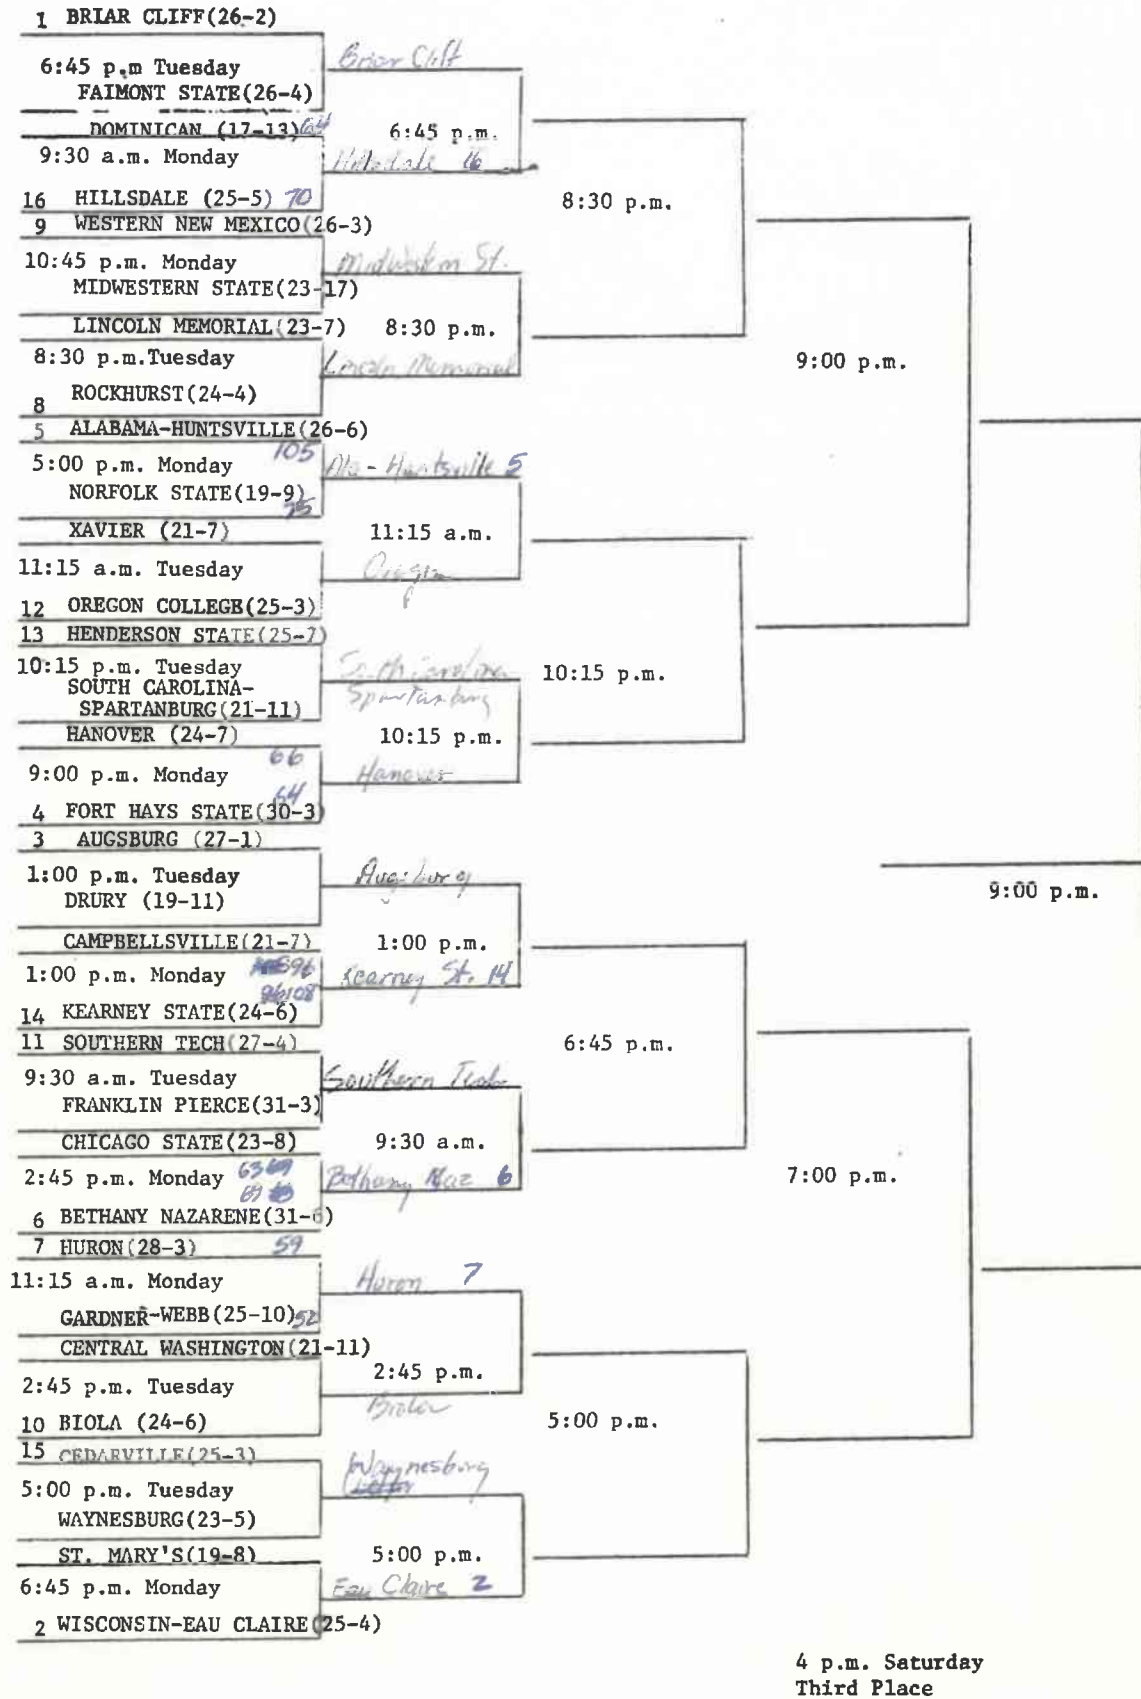 1 BRIAR CLIFF(26-2)
Briar Cliff
6:45 p.m Tuesday
FAIMONT STATE(26-4)
DOMINICAN (17-13) 64
6:45 p.m.
9:30 a.m. Monday
Hillsdale 16
16 HILLSDALE (25-5) 70
8:30 p.m.
9 WESTERN NEW MEXICO(26-3)
10:45 p.m. Monday
Midwestern St.
MIDWESTERN STATE(23-17)
LINCOLN MEMORIAL(23-7)
8:30 p.m.
8:30 p.m.Tuesday
Lincoln Memorial
9:00 p.m.
8 ROCKHURST(24-4)
5 ALABAMA-HUNTSVILLE(26-6)
105
5:00 p.m. Monday
Ala-Huntsville 5
NORFOLK STATE(19-9)
75
XAVIER (21-7)
11:15 a.m.
11:15 a.m. Tuesday
Oregon
12 OREGON COLLEGE(25-3)
13 HENDERSON STATE(25-7)
10:15 p.m. Tuesday
South Carolina
Spartanburg
10:15 p.m.
SOUTH CAROLINA-
SPARTANBURG(21-11)
HANOVER (24-7)
10:15 p.m.
66
9:00 p.m. Monday
Hanover
64
4 FORT HAYS STATE(30-3)
3 AUGSBURG (27-1)
1:00 p.m. Tuesday
Augsburg
DRURY (19-11)
9:00 p.m.
CAMPBELLSVILLE(21-7)
1:00 p.m.
96
1:00 p.m. Monday
Kearney St. 14
108
14 KEARNEY STATE(24-6)
11 SOUTHERN TECH(27-4)
6:45 p.m.
9:30 a.m. Tuesday
Southern Tech
FRANKLIN PIERCE(31-3)
CHICAGO STATE(23-8)
9:30 a.m.
2:45 p.m. Monday
63
69
Bethany Naz 6
7:00 p.m.
6 BETHANY NAZARENE(31-6)
7 HURON(28-3) 59
11:15 a.m. Monday
Huron 7
GARDNER-WEBB(25-10) 52
CENTRAL WASHINGTON(21-11)
2:45 p.m.
2:45 p.m. Tuesday
Biola
10 BIOLA (24-6)
5:00 p.m.
15 CEDARVILLE(25-3)
Waynesburg
5:00 p.m. Tuesday
WAYNESBURG(23-5)
ST. MARY'S(19-8)
5:00 p.m.
6:45 p.m. Monday
Eau Claire 2
2 WISCONSIN-EAU CLAIRE(25-4)
4 p.m. Saturday
Third Place